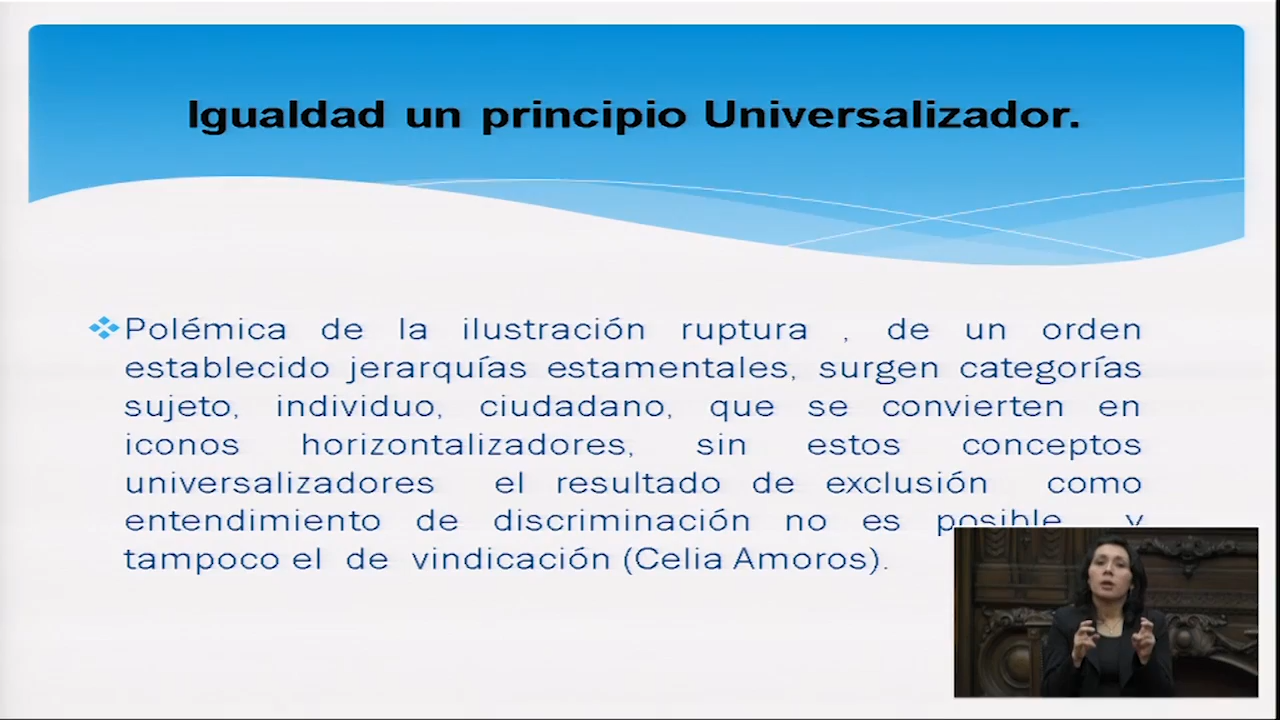 Igualdad un principio Universalizador.
Polémica de la ilustración ruptura , de un orden
establecido jerarquías estamentales, surgen categorías
sujeto, individuo, ciudadano, que se convierten en
iconos horizontalizadores, sin estos conceptos
universalizadores el resultado de exclusión como
entendimiento de discriminación no es posible y
tampoco el de vindicación (Celia Amoros).